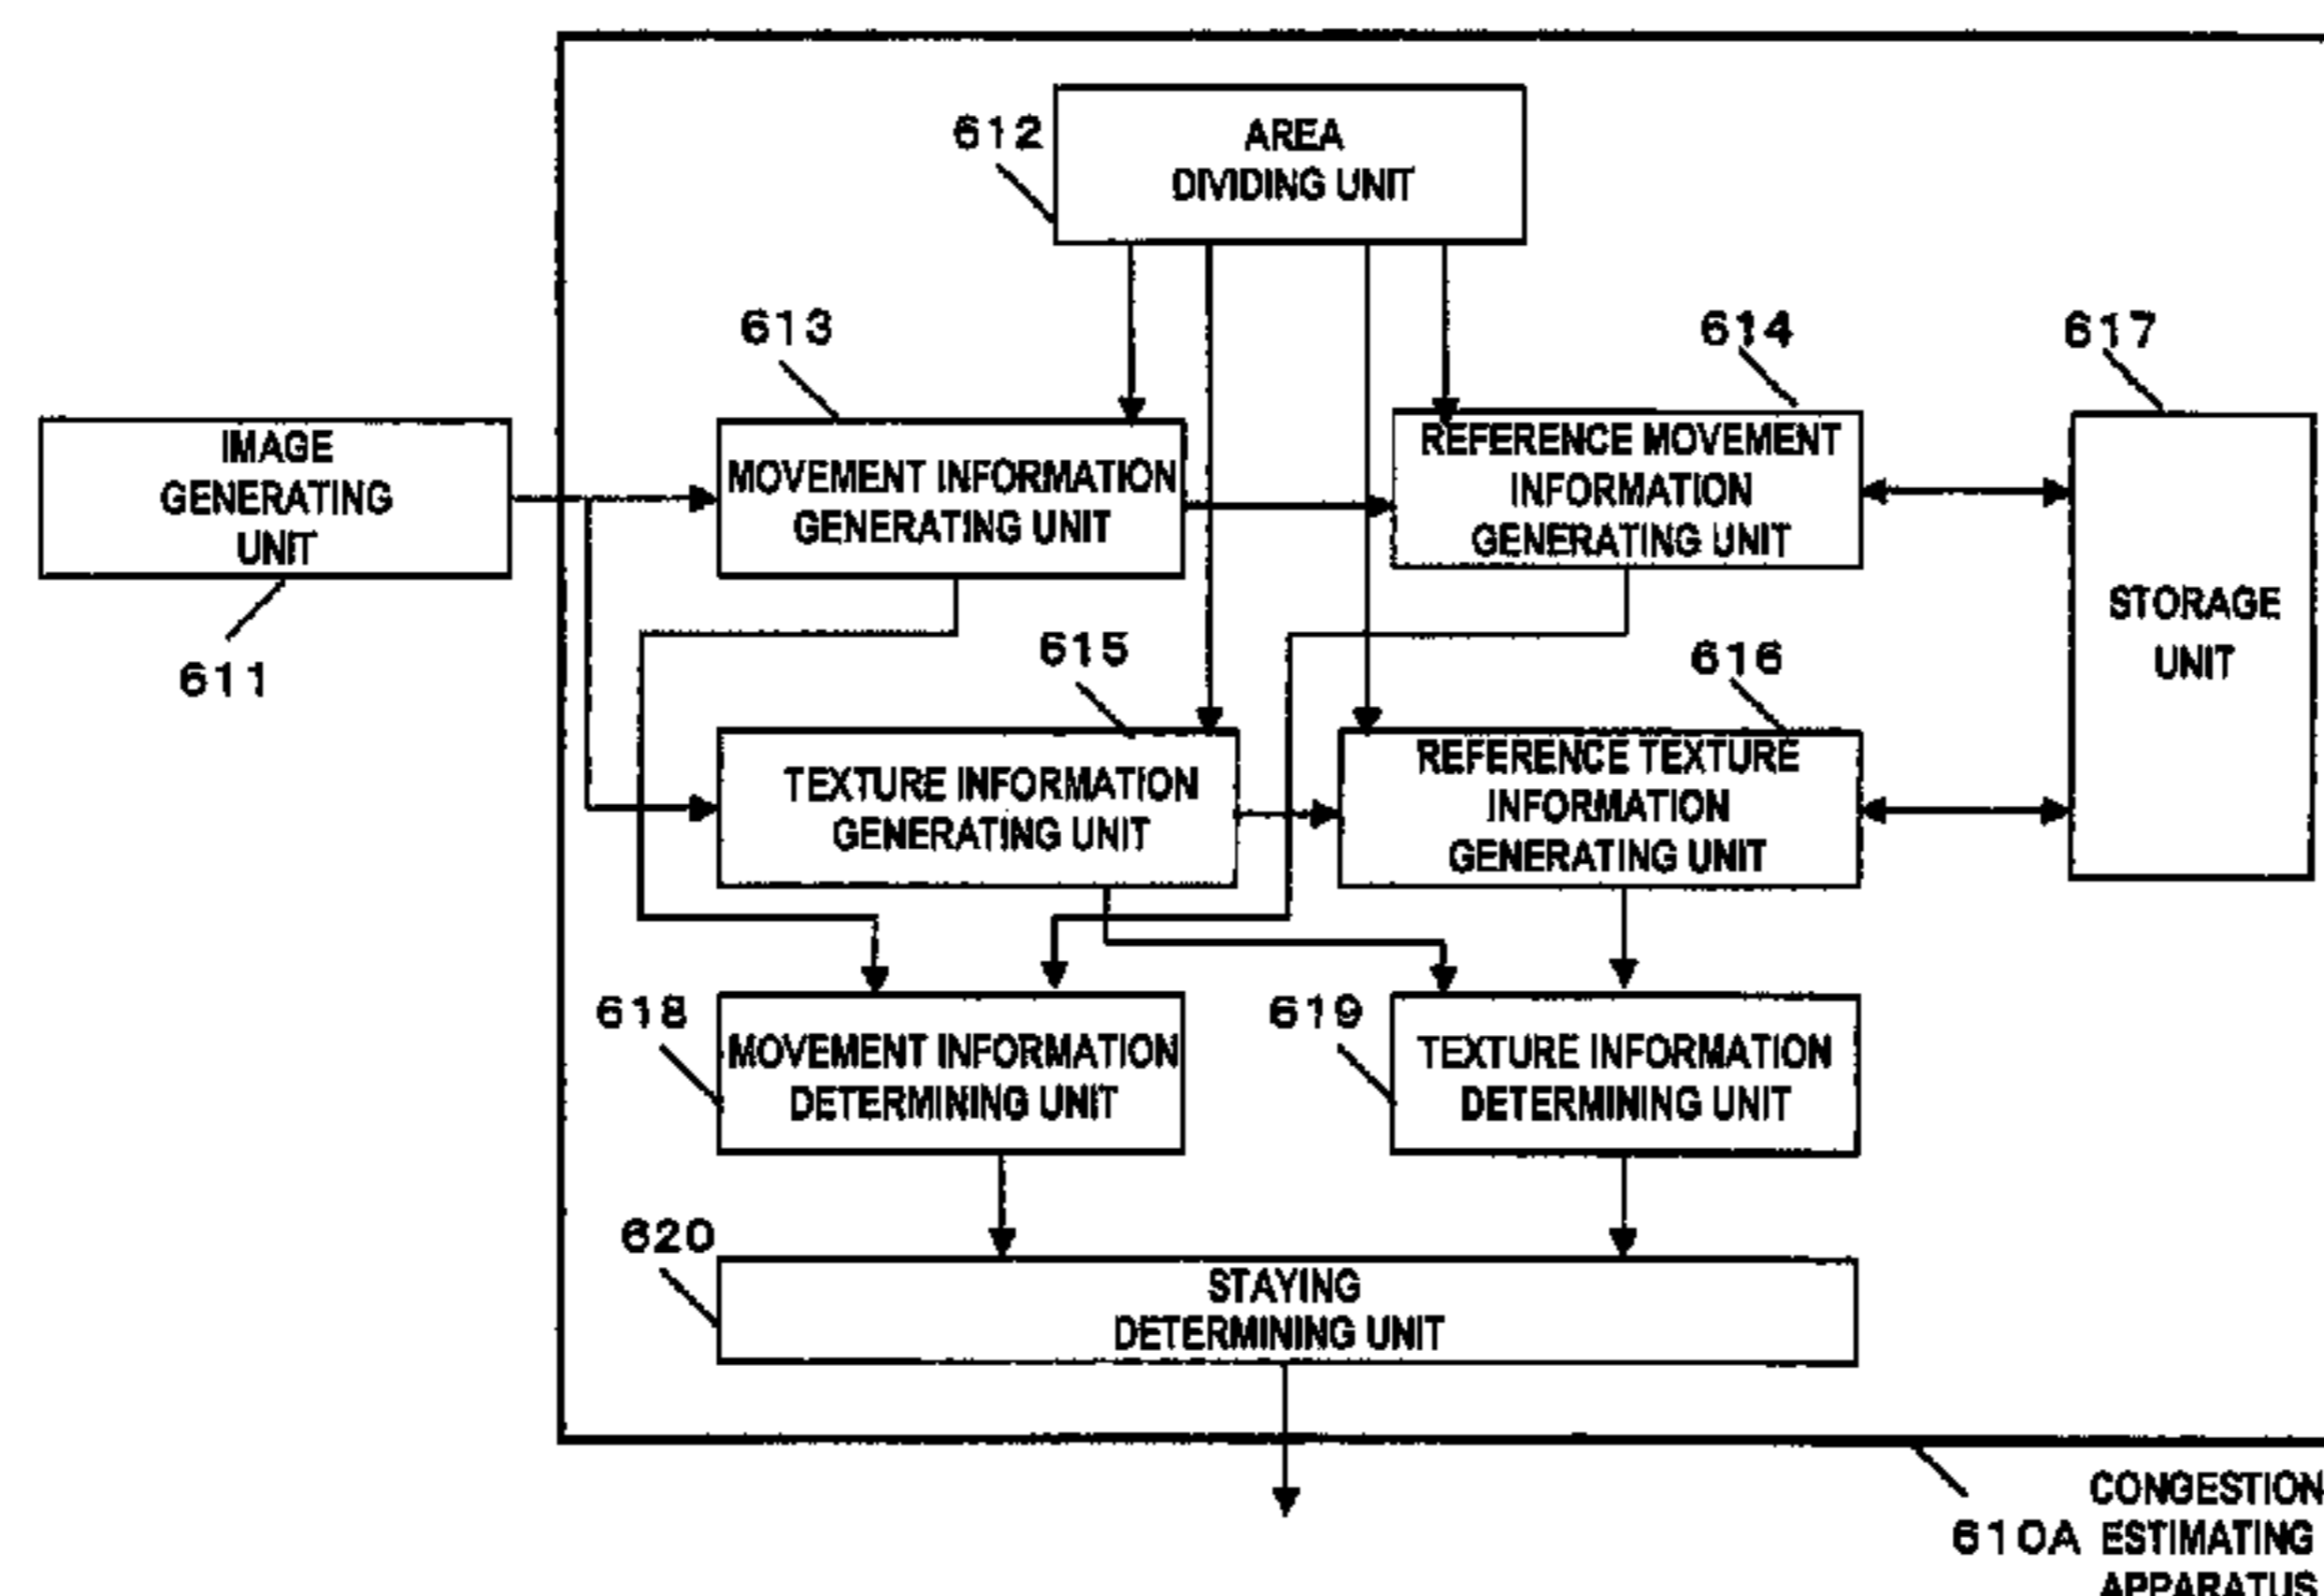 612
AREA
DIVIDING UNIT
613
614
617
IMAGE
GENERATING
UNIT
611
MOVEMENT INFORMATION
GENERATING UNIT
REFERENCE MOVEMENT
INFORMATION
GENERATING UNIT
STORAGE
UNIT
615
616
TEXTURE INFORMATION
GENERATING UNIT
REFERENCE TEXTURE
INFORMATION
GENERATING UNIT
618
MOVEMENT INFORMATION
DETERMINING UNIT
619
TEXTURE INFORMATION
DETERMINING UNIT
620
STAYING
DETERMINING UNIT
CONGESTION
610A ESTIMATING
APPARATUS